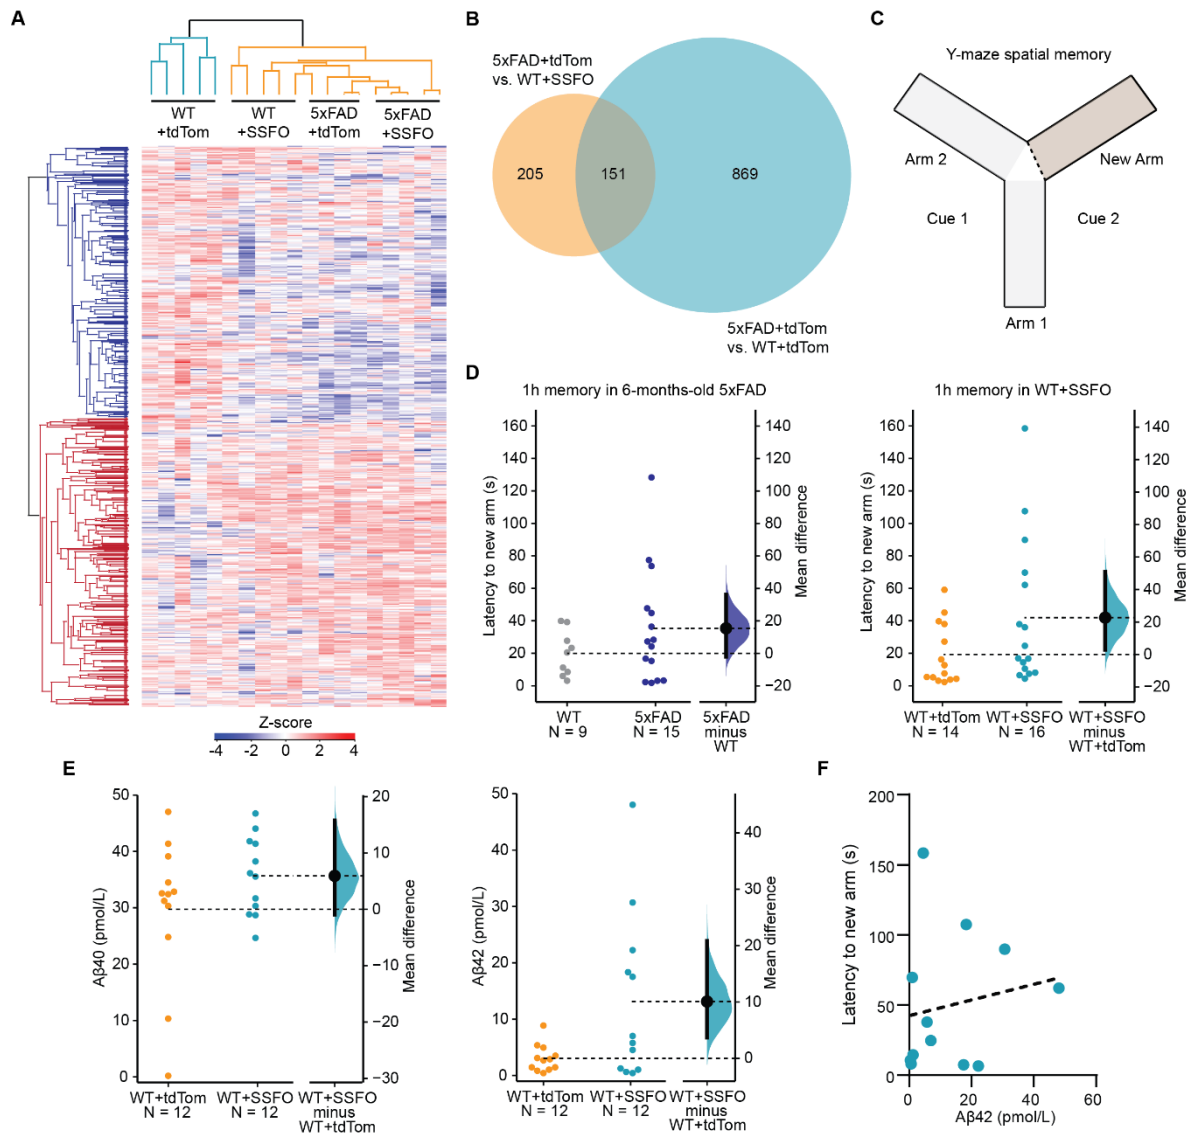 A
WT
+tdTom
WT
+SSFO
5xFAD
+tdTom
5xFAD
+SSFO
Z-score
-4 -2 0 2 4
B
5xFAD+tdTom
vs. WT+SSFO
205 151 869
5xFAD+tdTom
vs. WT+tdTom
C
Y-maze spatial memory
Arm 2
New Arm
Cue 1
Cue 2
Arm 1
D
1h memory in 6-months-old 5xFAD
Latency to new arm (s)
160
140
120
100
80
60
40
20
0
140
120
100
80
60
40
20
0
−20
Mean difference
WT
N = 9
5xFAD
N = 15
5xFAD
minus
WT
1h memory in WT+SSFO
Latency to new arm (s)
160
140
120
100
80
60
40
20
0
140
120
100
80
60
40
20
0
−20
Mean difference
WT+tdTom
N = 14
WT+SSFO
N = 16
WT+SSFO
minus
WT+tdTom
E
Aβ40 (pmol/L)
50
40
30
20
10
0
20
10
0
−10
−20
−30
Mean difference
WT+tdTom
N = 12
WT+SSFO
N = 12
WT+SSFO
minus
WT+tdTom
Aβ42 (pmol/L)
50
40
30
20
10
0
40
30
20
10
0
Mean difference
WT+tdTom
N = 12
WT+SSFO
N = 12
WT+SSFO
minus
WT+tdTom
F
Latency to new arm (s)
200
150
100
50
0
0 20 40 60
Aβ42 (pmol/L)